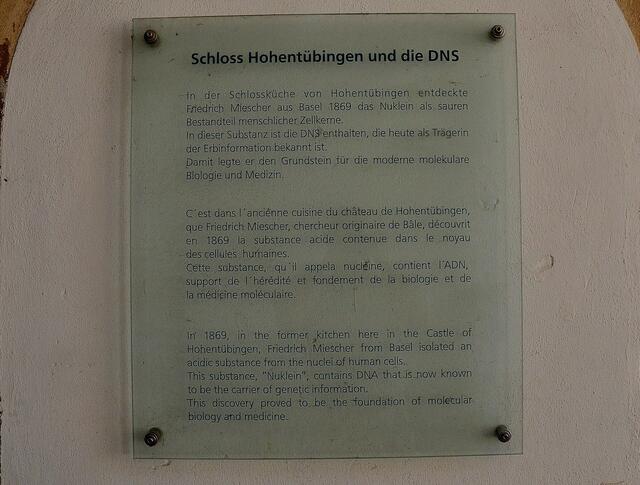 Schloss Hohentübingen und die DNS
In der Schlossküche von Hohentübingen entdeckte
Friedrich Miescher aus Basel 1869 das Nuklein als sauren
Bestandteil menschlicher Zellkerne.
In dieser Substanz ist die DNS enthalten, die heute als Trägerin
der Erbinformation bekannt ist.
Damit legte er den Grundstein für die moderne molekulare
Biologie und Medizin.
C´est dans l´anciénne cuisine du château de Hohentübingen,
que Friedrich Miescher, chercheur originaire de Bâle, découvrit
en 1869 la substance acide contenue dans le noyau
des cellules humaines.
Cette substance, qu´il appela nucléine, contient l´ADN,
support de l´hérédité et fondement de la biologie et de
la médicine moléculaire.
In 1869, in the former kitchen here in the Castle of
Hohentübingen, Friedrich Miescher from Basel isolated an
acidic substance from the nuclei of human cells.
This substance, "Nuklein", contains DNA that is now known
to be the carrier of genetic information.
This discovery proved to be the foundation of molecular
biology and medicine.